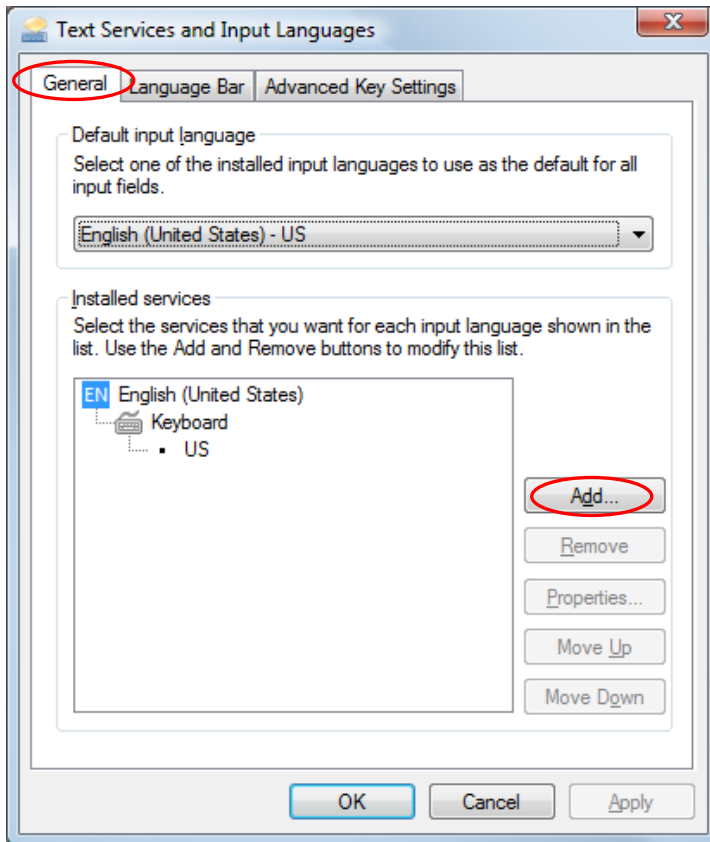 Text Services and Input Languages
X
General
Language Bar
Advanced Key Settings
Default input language
Select one of the installed input languages to use as the default for all
input fields.
English (United States) - US
Installed services
Select the services that you want for each input language shown in the
list. Use the Add and Remove buttons to modify this list.
EN English (United States)
Keyboard
US
Add...
Remove
Properties...
Move Up
Move Down
OK
Cancel
Apply